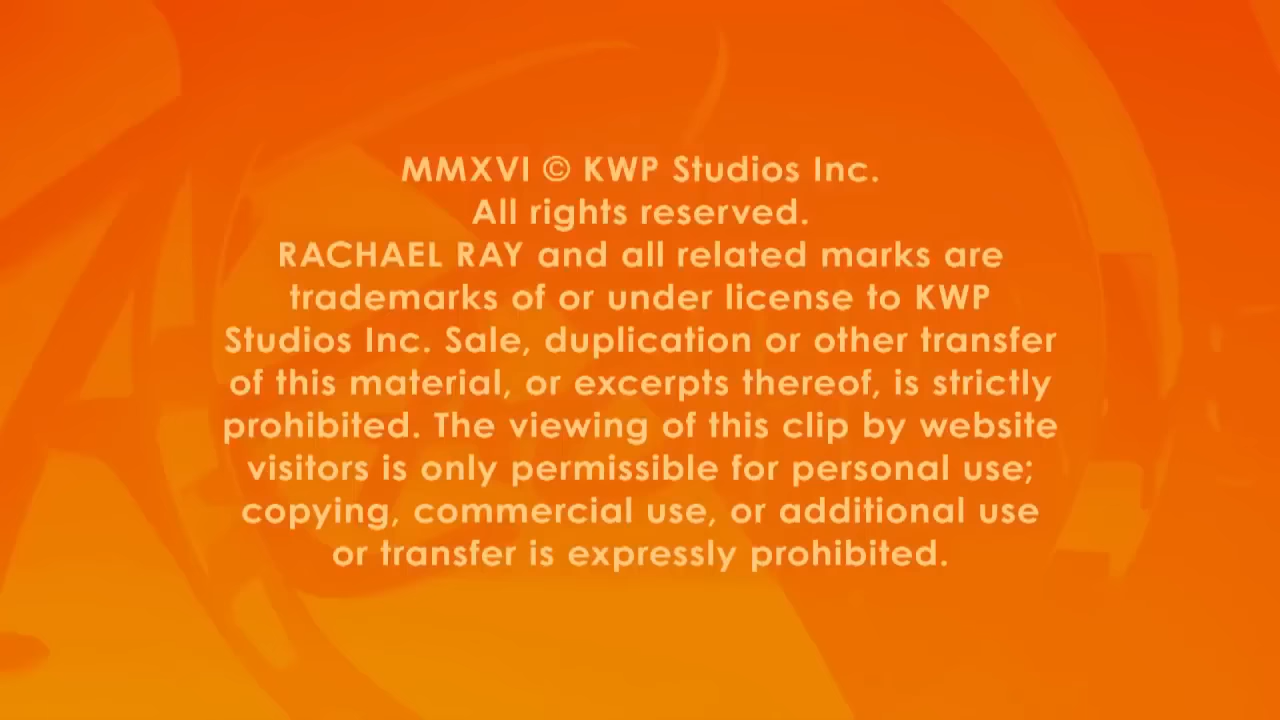 MMXVI © KWP Studios Inc.
All rights reserved.
RACHAEL RAY and all related marks are
trademarks of or under license to KWP
Studios Inc. Sale, duplication or other transfer
of this material, or excerpts thereof, is strictly
prohibited. The viewing of this clip by website
visitors is only permissible for personal use;
copying, commercial use, or additional use
or transfer is expressly prohibited.